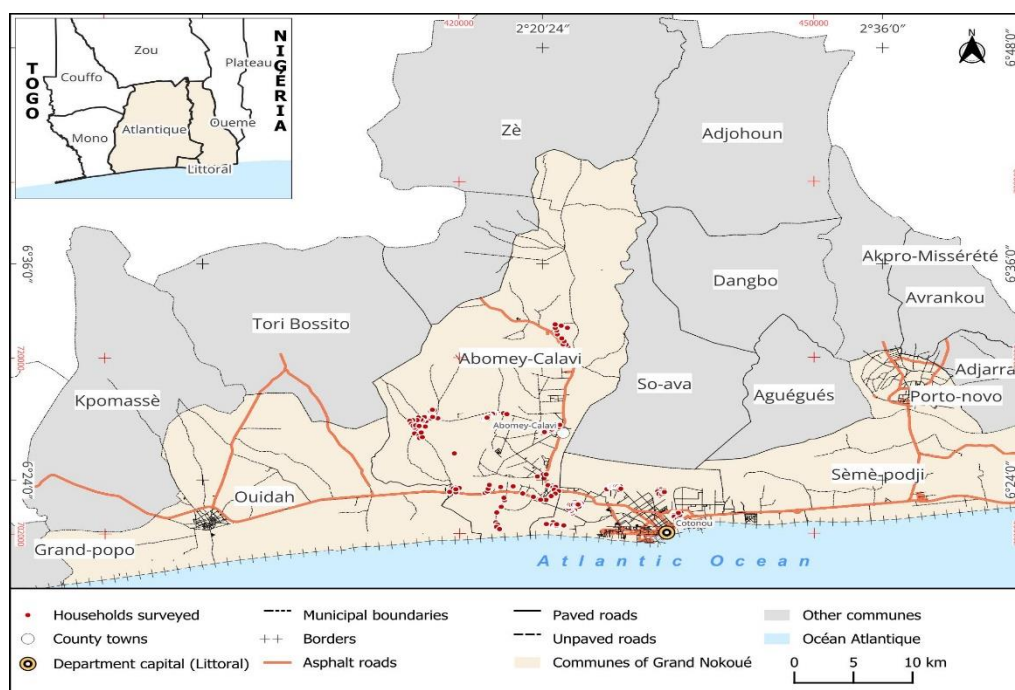 420000
2°20′24″
450000
2°36′0″
6°48′0″
N
TOGO
NIGERIA
Zou
Plateau
Couffo
Atlantique
Oueme
Mono
Littoral
Zè
Adjohoun
6°36′0″
6°36′0″
Akpro-Missérété
Dangbo
Avrankou
Tori Bossito
720000
Abomey-Calavi
Adjarra
So-ava
Kpomassè
Aguégués
Porto-novo
Abomey-Calavi
6°24′0″
6°24′0″
Sèmè-podji
Ouidah
Cotonou
Grand-popo
Atlantic Ocean
Households surveyed
Municipal boundaries
Paved roads
Other communes
County towns
Borders
Unpaved roads
Océan Atlantique
Department capital (Littoral)
Asphalt roads
Communes of Grand Nokoué
0 5 10 km